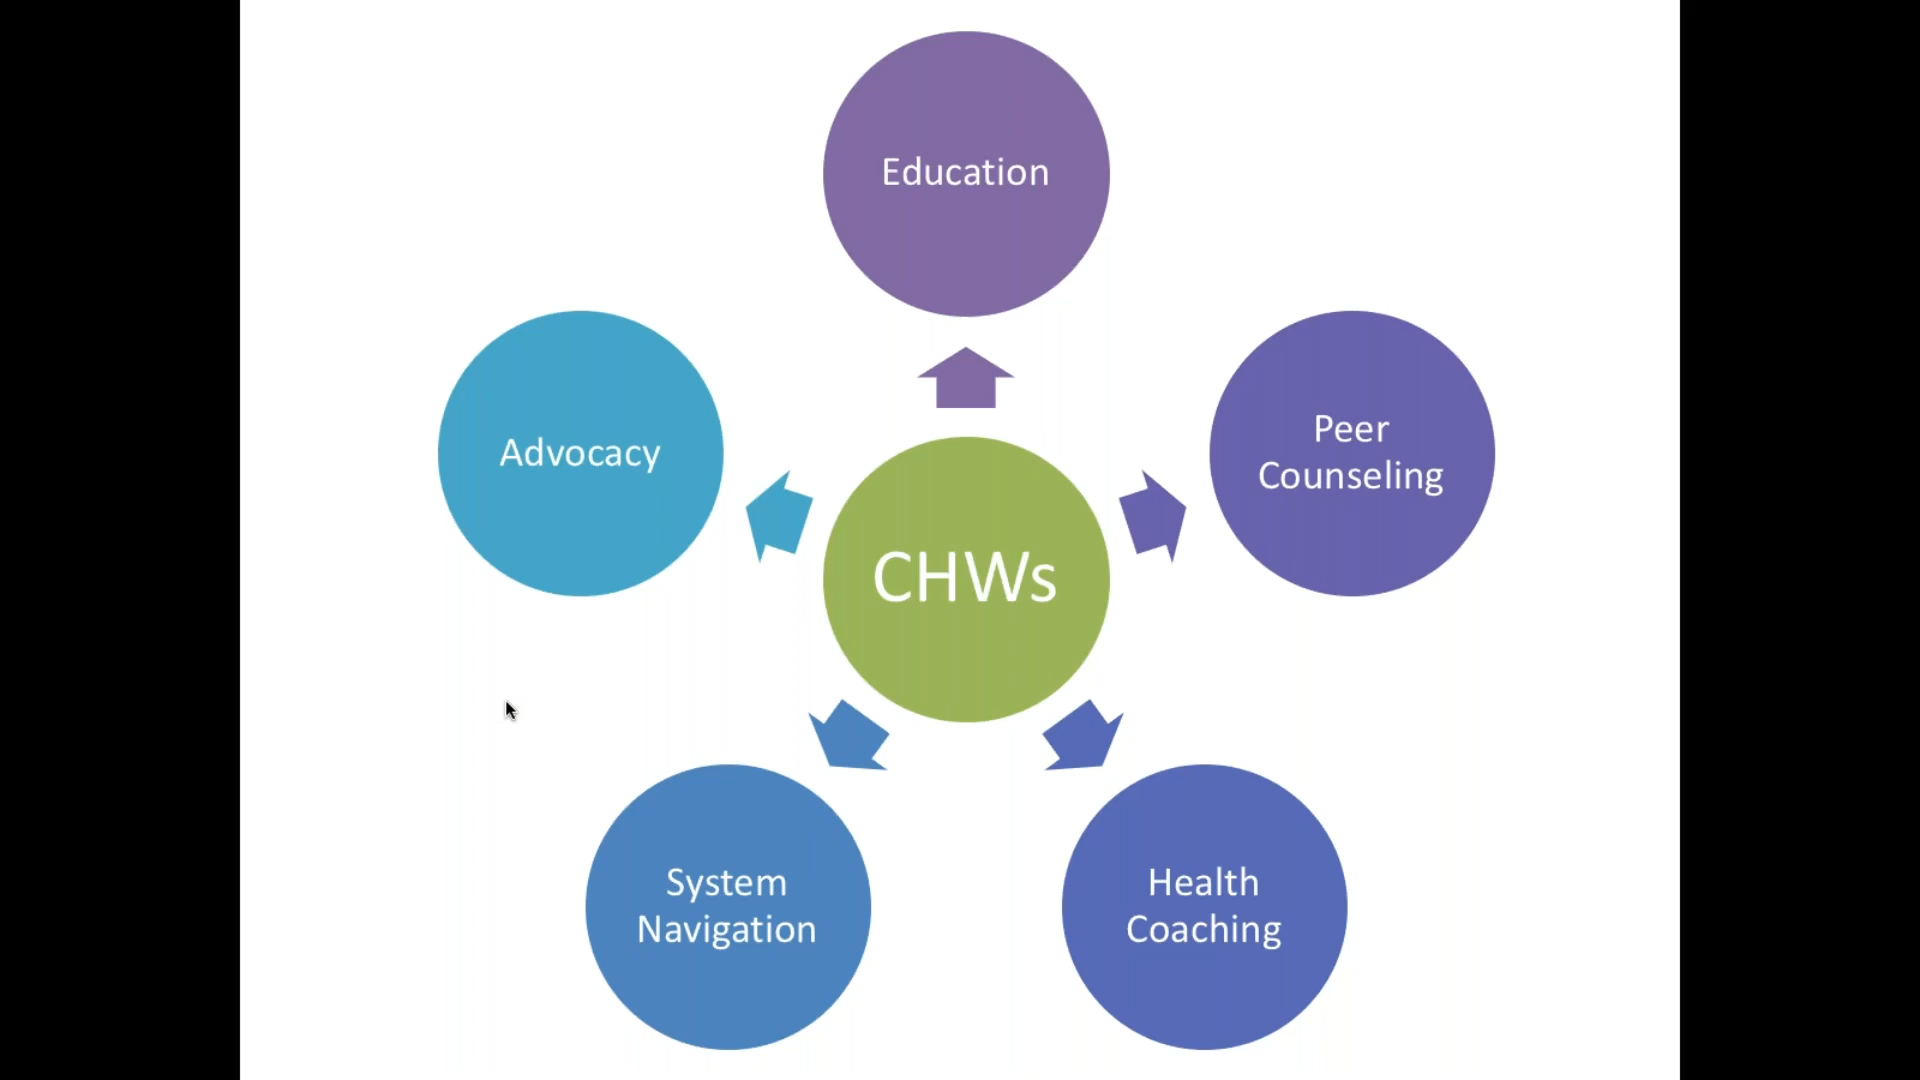 Education
Advocacy
Peer
Counseling
CHWs
System
Navigation
Health
Coaching